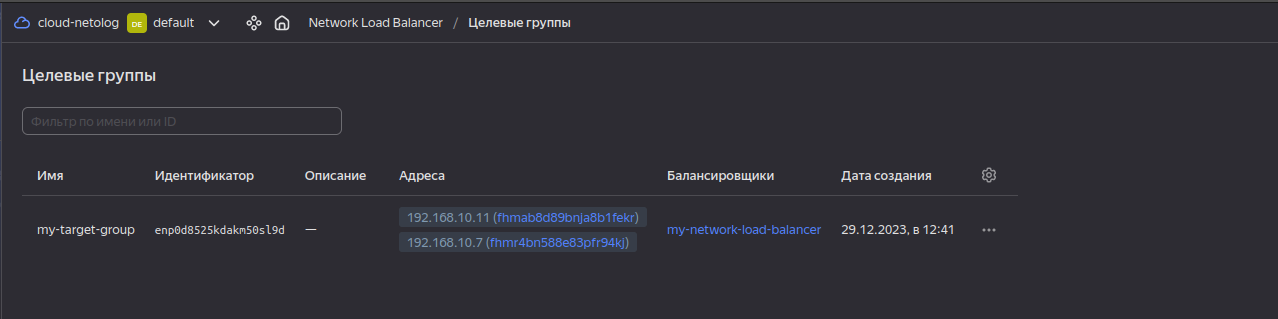 cloud-netolog DE default Network Load Balancer / Целевые группы
Целевые группы
Фильтр по имени или ID
Имя Идентификатор Описание Адреса Балансировщики Дата создания
my-target-group enp0d8525kdakm50sl9d — 192.168.10.11 (fhmab8d89bnja8b1fekr) my-network-load-balancer 29.12.2023, в 12:41
192.168.10.7 (fhmr4bn588e83pfr94kj)